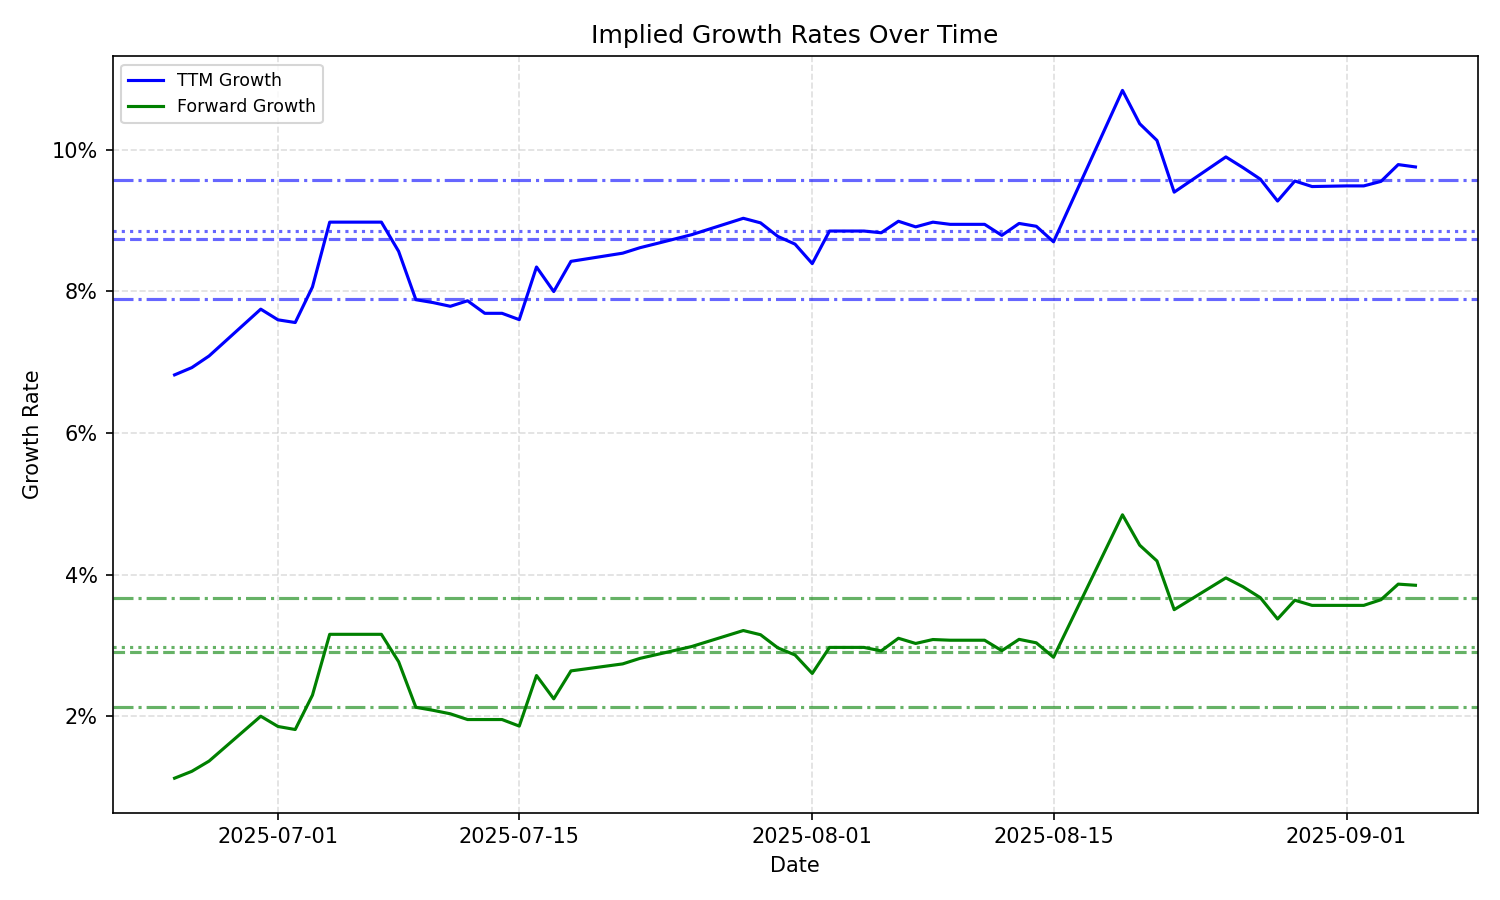 Implied Growth Rates Over Time
TTM Growth
Forward Growth
10%
8%
6%
4%
2%
Growth Rate
2025-07-01
2025-07-15
2025-08-01
2025-08-15
2025-09-01
Date